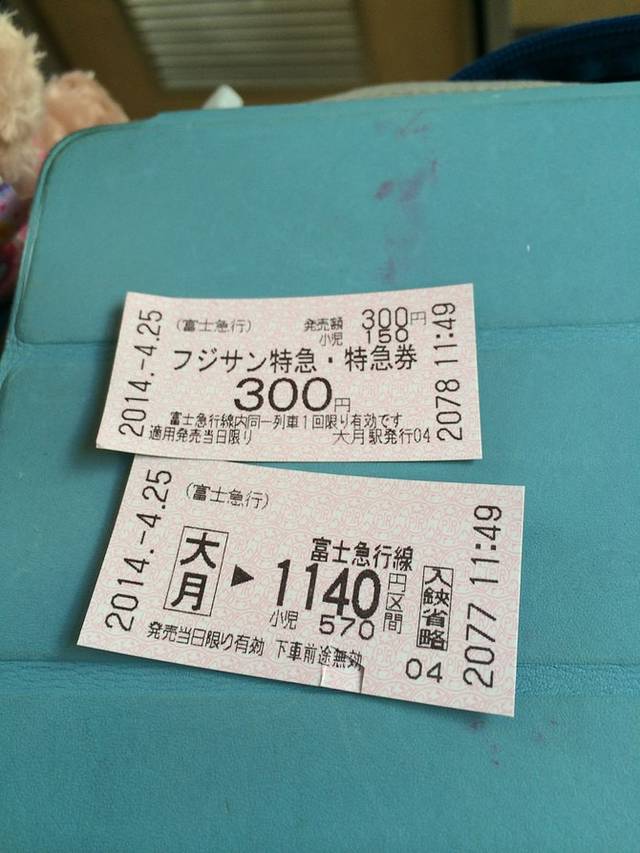 2014.-4.25
(富士急行)
発売額 300円
小児 150
フジサン特急・特急券
300円
富士急行線内同一列車1回限り有効です
適用発売当日限り 大月駅発行04
2078 11:49
2014.-4.25
(富士急行)
富士急行線
大月 ▶ 1140円区間
小児 570
入鋏省略
発売当日限り有効 下車前途無効
04
2077 11:49